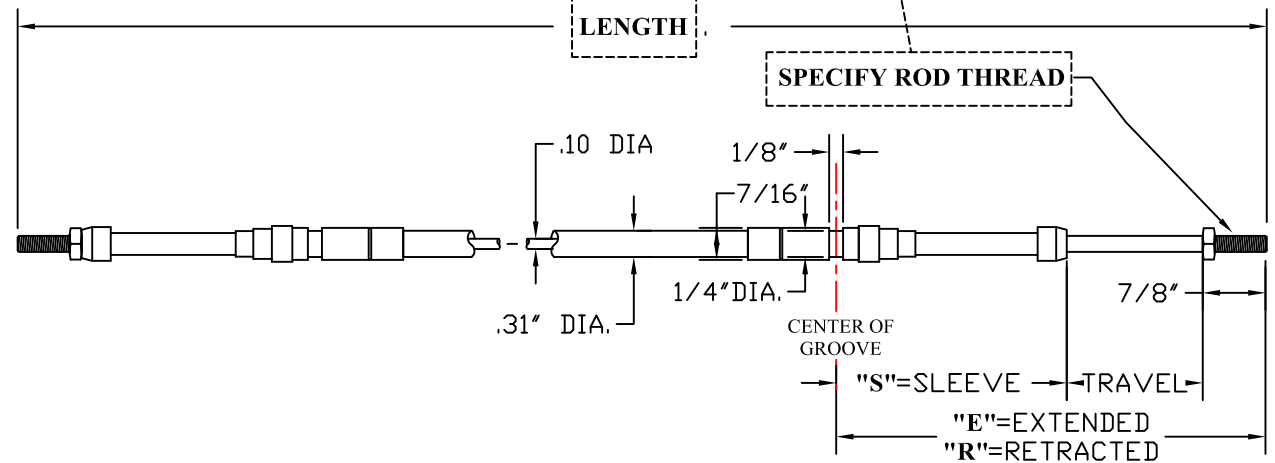 LENGTH .
SPECIFY ROD THREAD
.10 DIA
1/8"
7/16"
1/4"DIA.
7/8"
.31" DIA.
CENTER OF
GROOVE
"S"=SLEEVE
TRAVEL
"E"=EXTENDED
"R"=RETRACTED